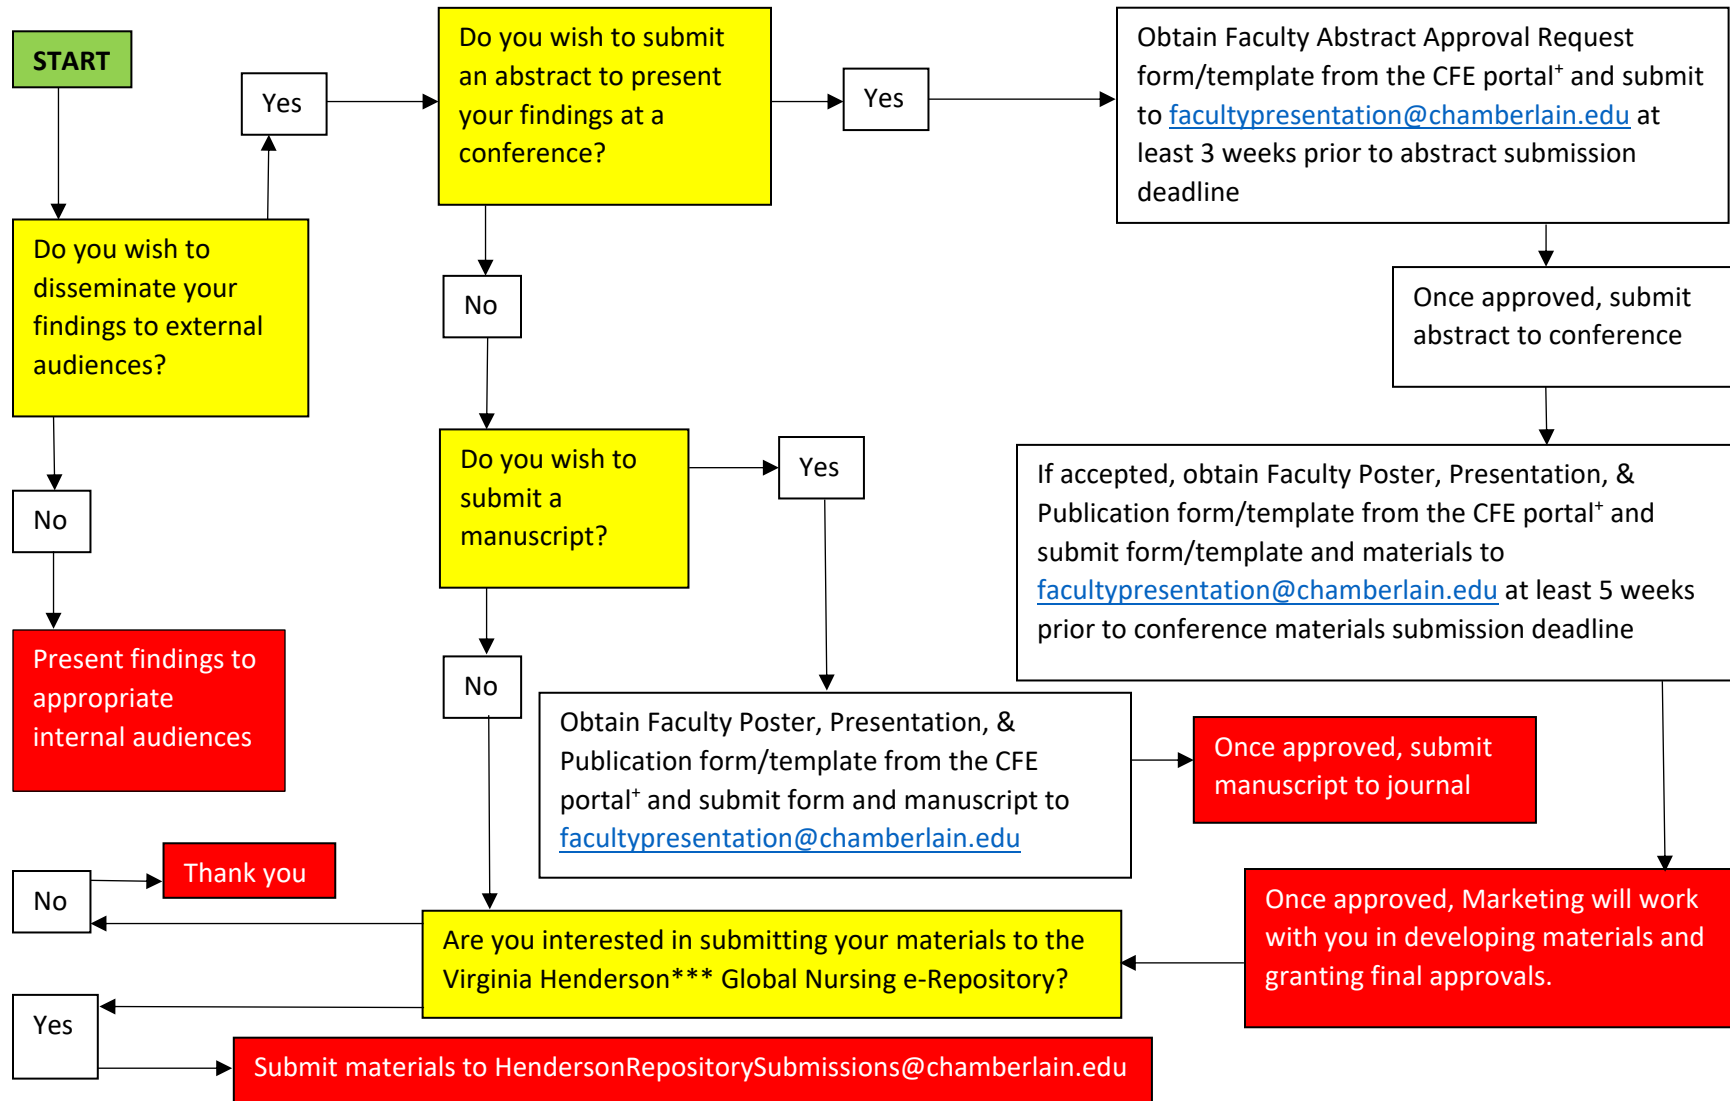 START
Do you wish to
disseminate your
findings to external
audiences?
Yes
No
Present findings to
appropriate
internal audiences
Do you wish to submit
an abstract to present
your findings at a
conference?
Yes
Obtain Faculty Abstract Approval Request
form/template from the CFE portal⁺ and submit
to facultypresentation@chamberlain.edu at
least 3 weeks prior to abstract submission
deadline
Once approved, submit
abstract to conference
If accepted, obtain Faculty Poster, Presentation, &
Publication form/template from the CFE portal⁺ and
submit form/template and materials to
facultypresentation@chamberlain.edu at least 5 weeks
prior to conference materials submission deadline
Once approved, Marketing will work
with you in developing materials and
granting final approvals.
No
Do you wish to
submit a
manuscript?
Yes
Obtain Faculty Poster, Presentation, &
Publication form/template from the CFE
portal⁺ and submit form and manuscript to
facultypresentation@chamberlain.edu
Once approved, submit
manuscript to journal
No
Are you interested in submitting your materials to the
Virginia Henderson*** Global Nursing e-Repository?
No
Thank you
Yes
Submit materials to HendersonRepositorySubmissions@chamberlain.edu